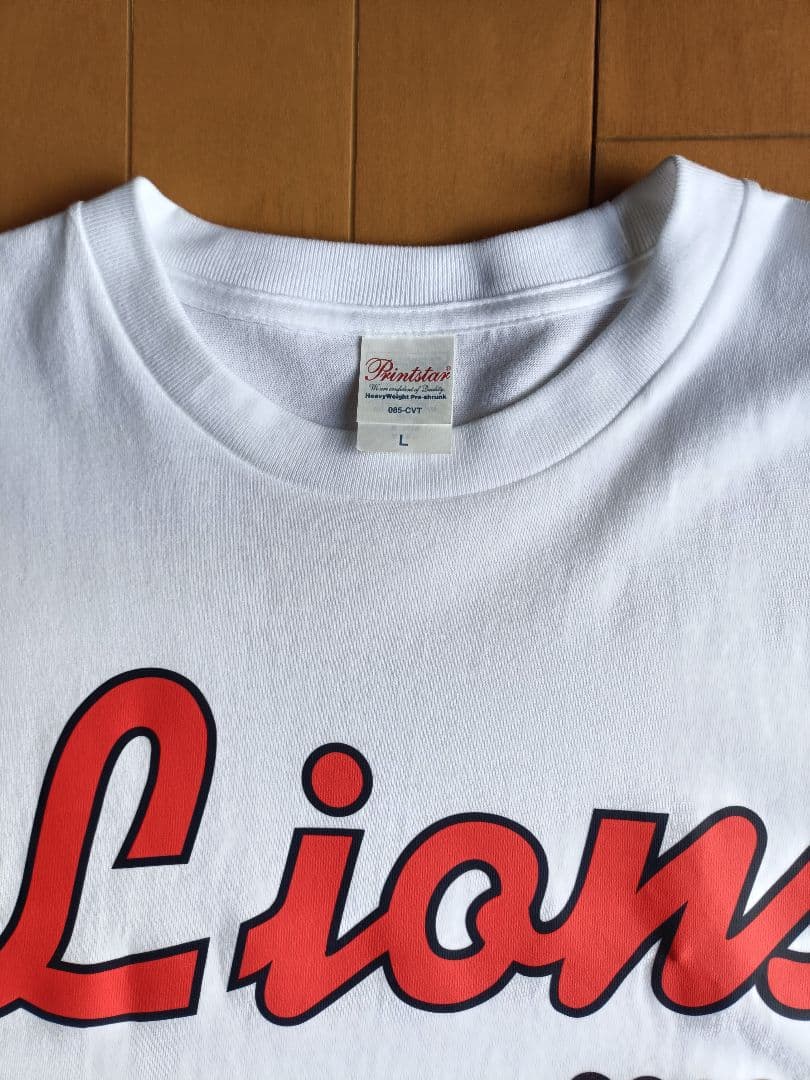 Printstar
We are confident of Quality.
HeavyWeight Pre-shrunk
085-CVT
L
Lions